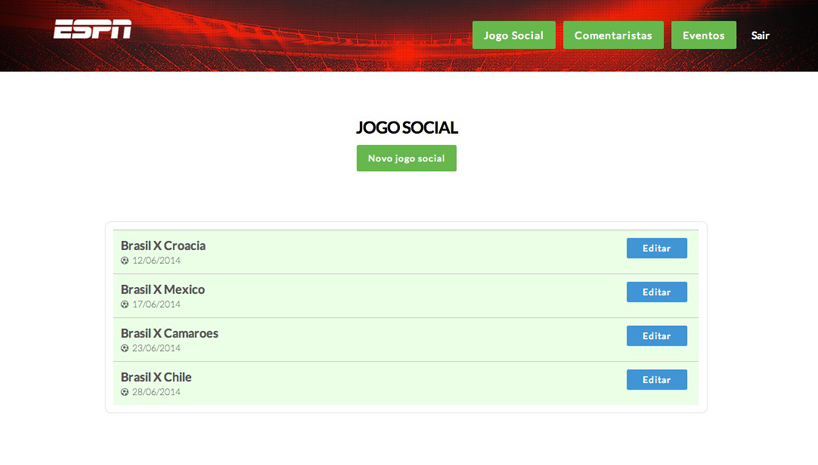 ESPN
Jogo Social
Comentaristas
Eventos
Sair
JOGO SOCIAL
Novo jogo social
Brasil X Croacia
12/06/2014
Editar
Brasil X Mexico
17/06/2014
Editar
Brasil X Camaroes
23/06/2014
Editar
Brasil X Chile
28/06/2014
Editar